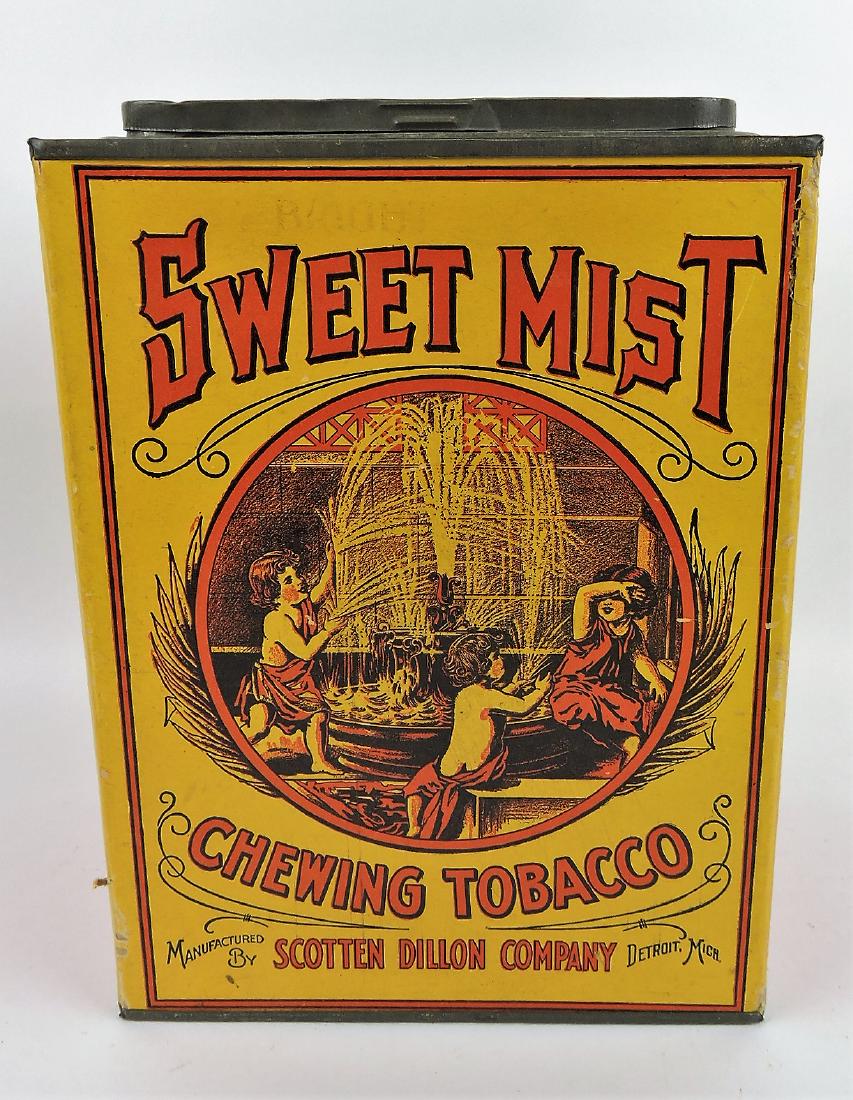 SWEET MIST
CHEWING TOBACCO
MANUFACTURED BY SCOTTEN DILLON COMPANY DETROIT, MICH.